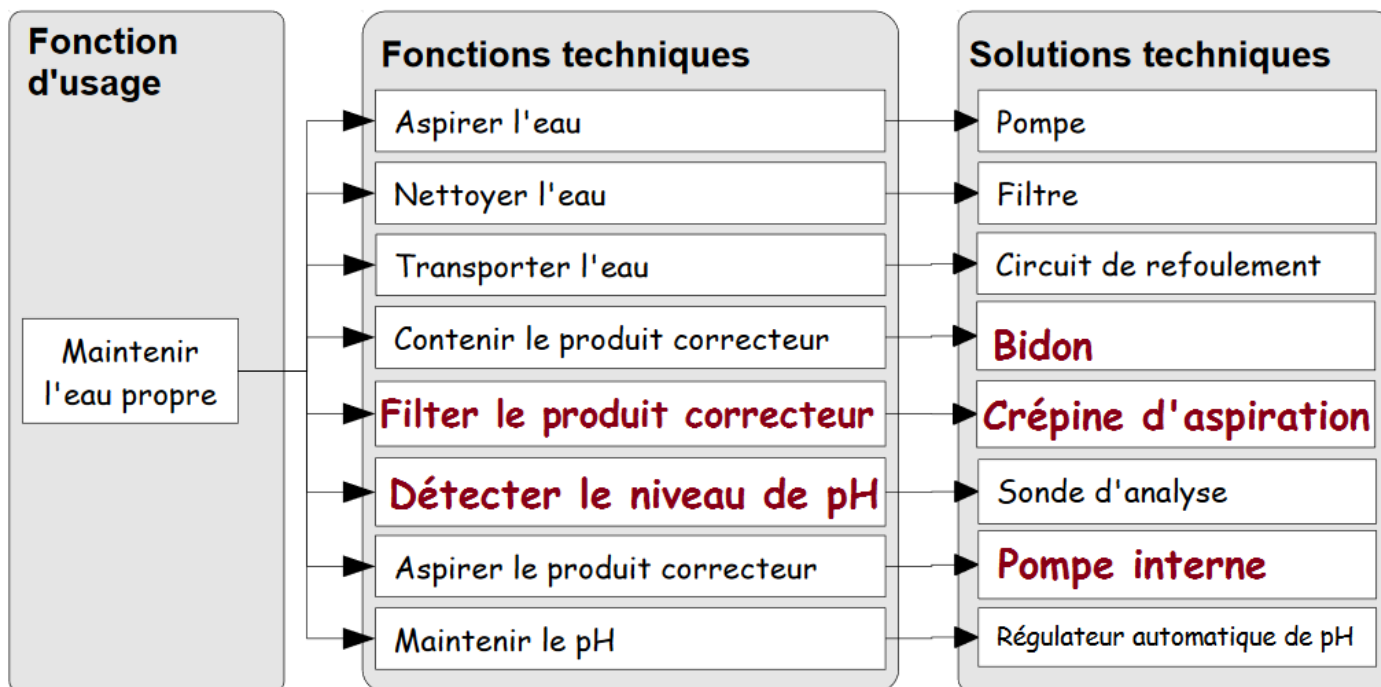 Fonction
d'usage
Maintenir
l'eau propre
Fonctions techniques
Aspirer l'eau
Nettoyer l'eau
Transporter l'eau
Contenir le produit correcteur
Filter le produit correcteur
Détecter le niveau de pH
Aspirer le produit correcteur
Maintenir le pH
Solutions techniques
Pompe
Filtre
Circuit de refoulement
Bidon
Crépine d'aspiration
Sonde d'analyse
Pompe interne
Régulateur automatique de pH